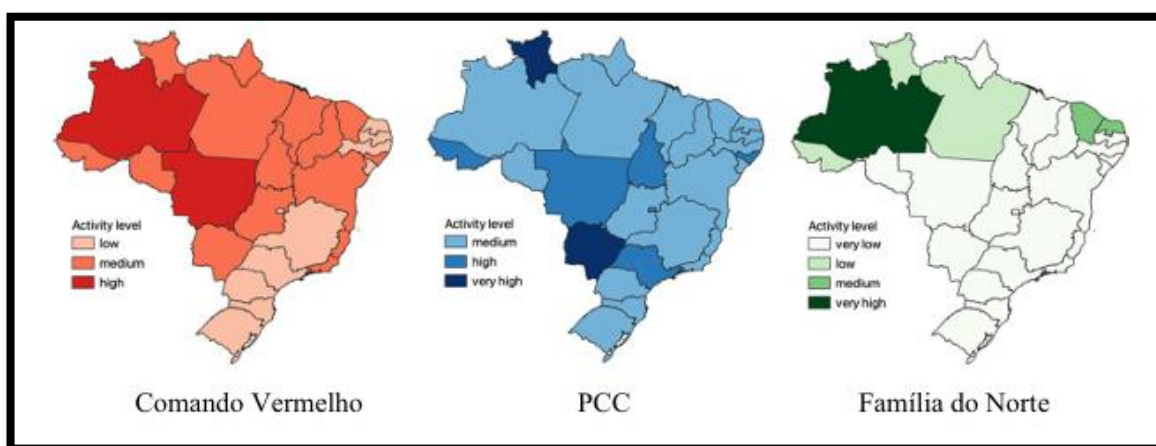 Activity level
low
medium
high
Activity level
medium
high
very high
Activity level
very low
low
medium
very high
Comando Vermelho
PCC
Família do Norte